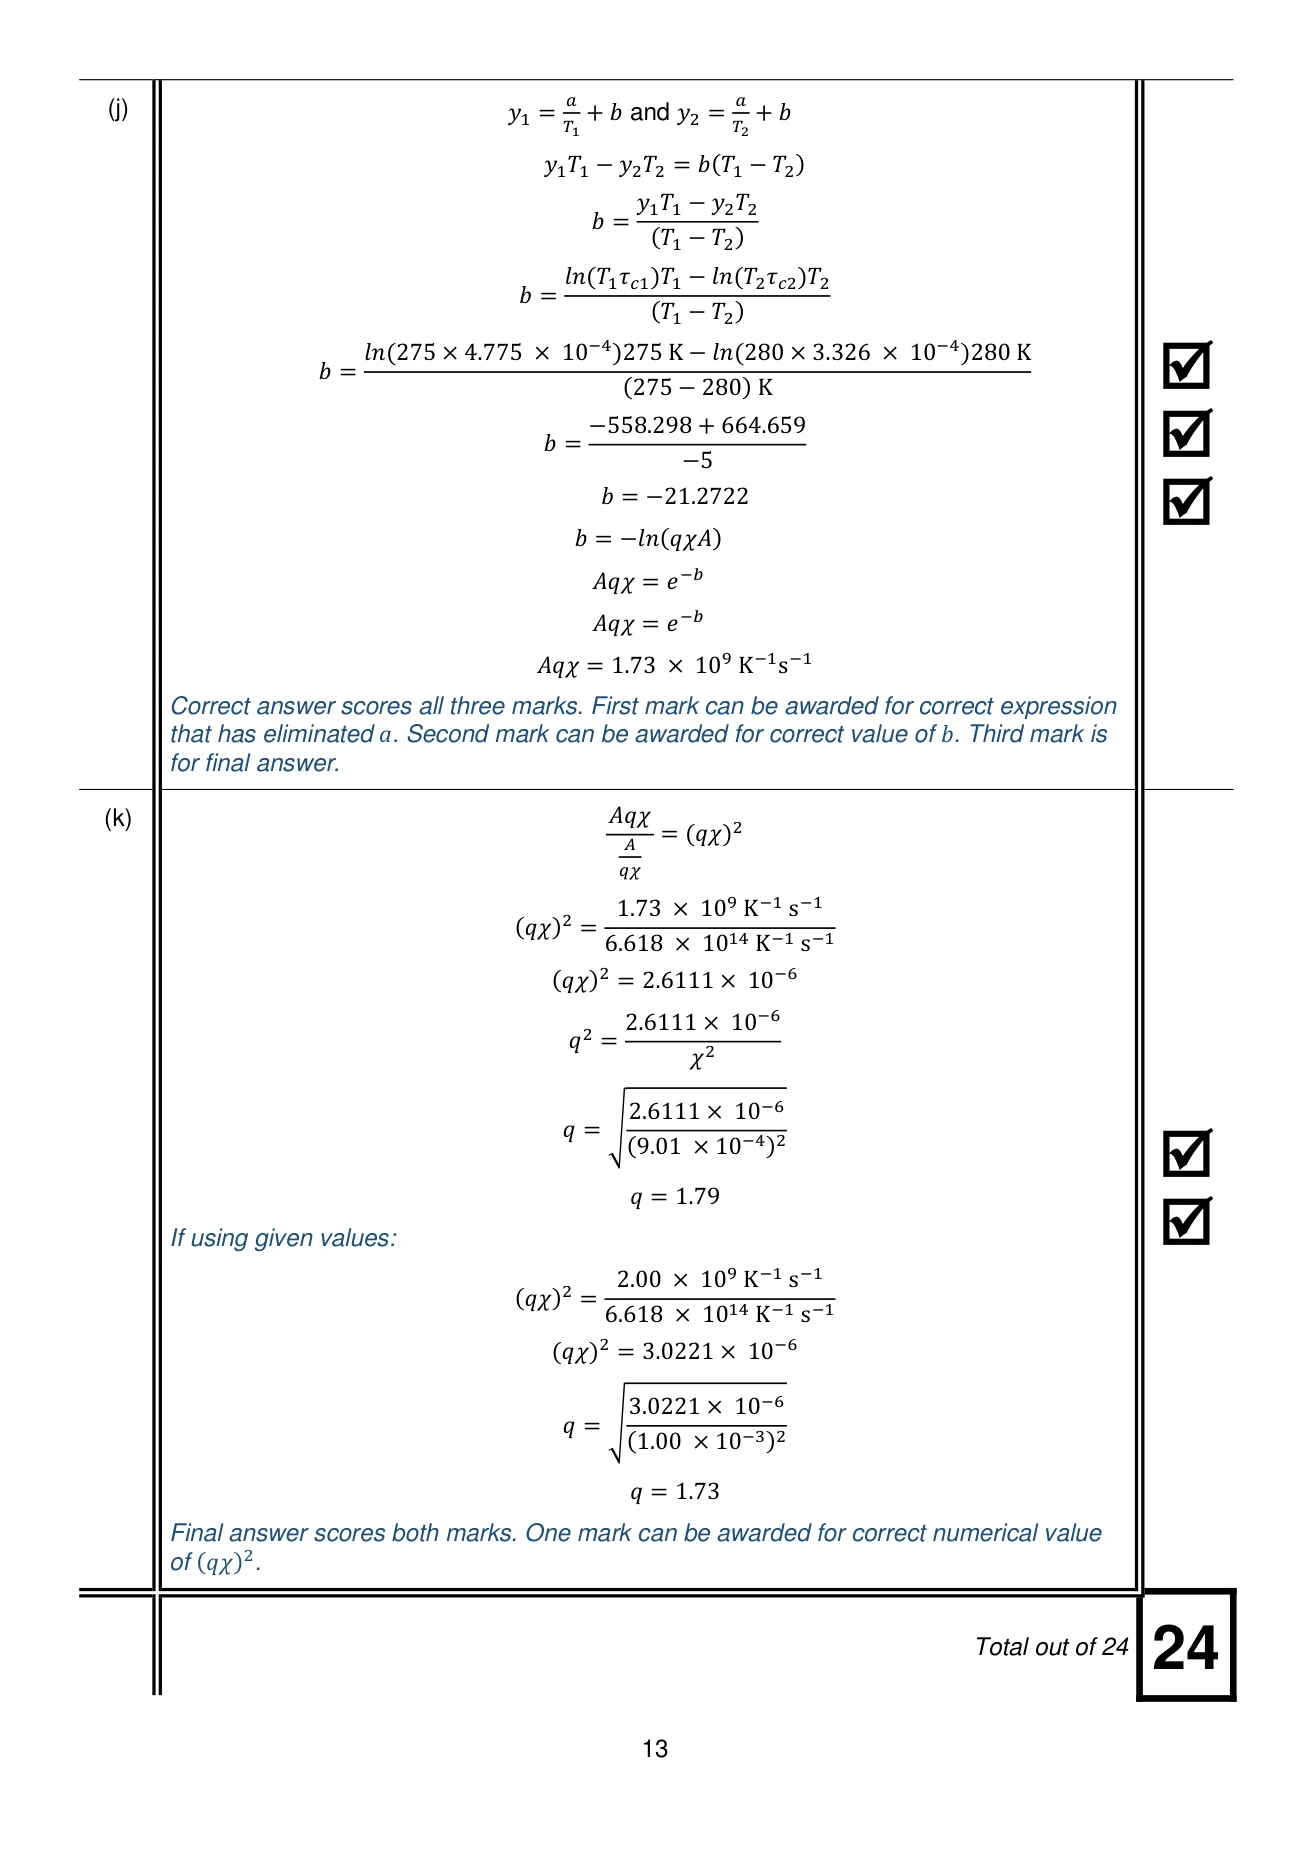 (j)
y₁ = a/T₁ + b and y₂ = a/T₂ + b
y₁T₁ − y₂T₂ = b(T₁ − T₂)
b = (y₁T₁ − y₂T₂)/(T₁ − T₂)
b = (ln(T₁τ_c1)T₁ − ln(T₂τ_c2)T₂)/(T₁ − T₂)
b = (ln(275 × 4.775 × 10⁻⁴)275 K − ln(280 × 3.326 × 10⁻⁴)280 K)/((275 − 280) K)
b = (−558.298 + 664.659)/(−5)
b = −21.2722
b = −ln(qχA)
Aqχ = e⁻ᵇ
Aqχ = e⁻ᵇ
Aqχ = 1.73 × 10⁹ K⁻¹s⁻¹
Correct answer scores all three marks. First mark can be awarded for correct expression
that has eliminated a. Second mark can be awarded for correct value of b. Third mark is
for final answer.
(k)
Aqχ/(A/qχ) = (qχ)²
(qχ)² = (1.73 × 10⁹ K⁻¹ s⁻¹)/(6.618 × 10¹⁴ K⁻¹ s⁻¹)
(qχ)² = 2.6111 × 10⁻⁶
q² = (2.6111 × 10⁻⁶)/χ²
q = √((2.6111 × 10⁻⁶)/(9.01 × 10⁻⁴)²)
q = 1.79
If using given values:
(qχ)² = (2.00 × 10⁹ K⁻¹ s⁻¹)/(6.618 × 10¹⁴ K⁻¹ s⁻¹)
(qχ)² = 3.0221 × 10⁻⁶
q = √((3.0221 × 10⁻⁶)/(1.00 × 10⁻³)²)
q = 1.73
Final answer scores both marks. One mark can be awarded for correct numerical value
of (qχ)².
Total out of 24
24
13